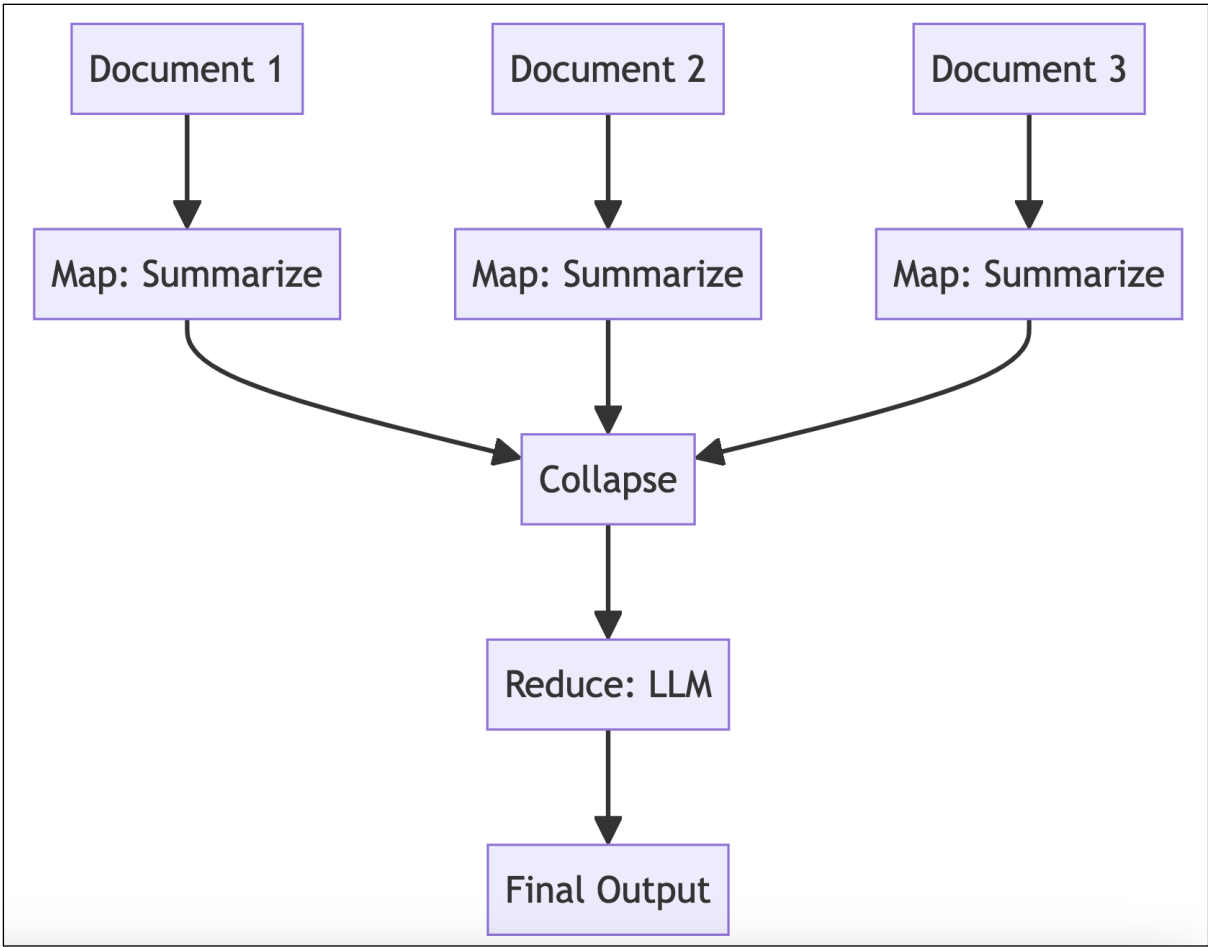 Document 1
Document 2
Document 3
Map: Summarize
Map: Summarize
Map: Summarize
Collapse
Reduce: LLM
Final Output